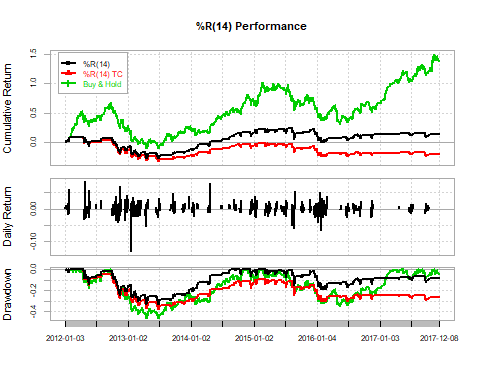 %R(14) Performance
Cumulative Return
1.5
1.0
0.5
0.0
%R(14)
%R(14) TC
Buy & Hold
Daily Return
0.00
-0.10
Drawdown
0.0
-0.2
-0.4
2012-01-03 2013-01-02 2014-01-02 2015-01-02 2016-01-04 2017-01-03 2017-12-08